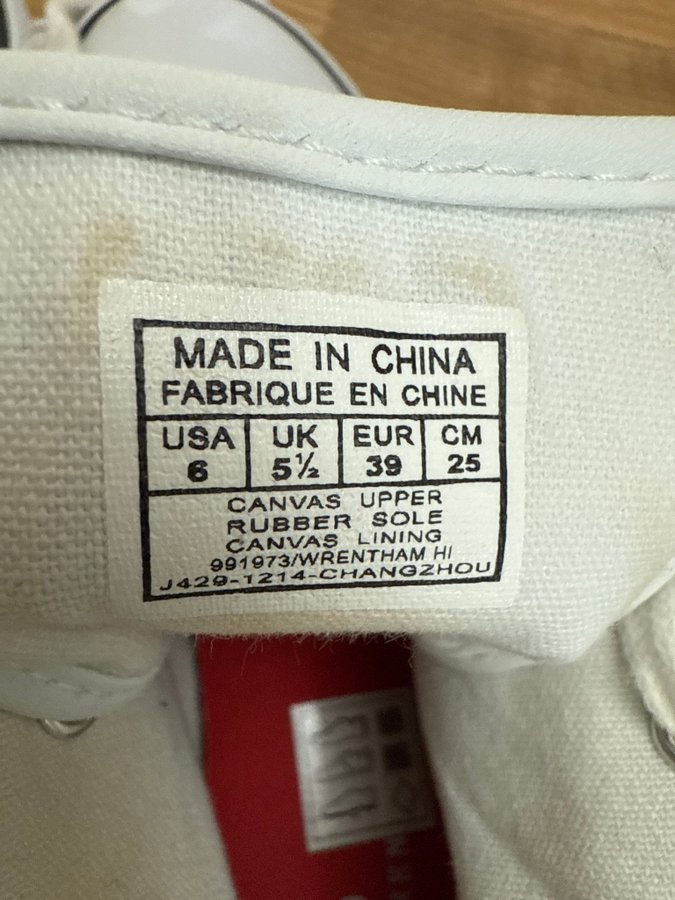 MADE IN CHINA
FABRIQUE EN CHINE
USA UK EUR CM
6 5½ 39 25
CANVAS UPPER
RUBBER SOLE
CANVAS LINING
991973/WRENTHAM HI
J429-1214-CHANGZHOU